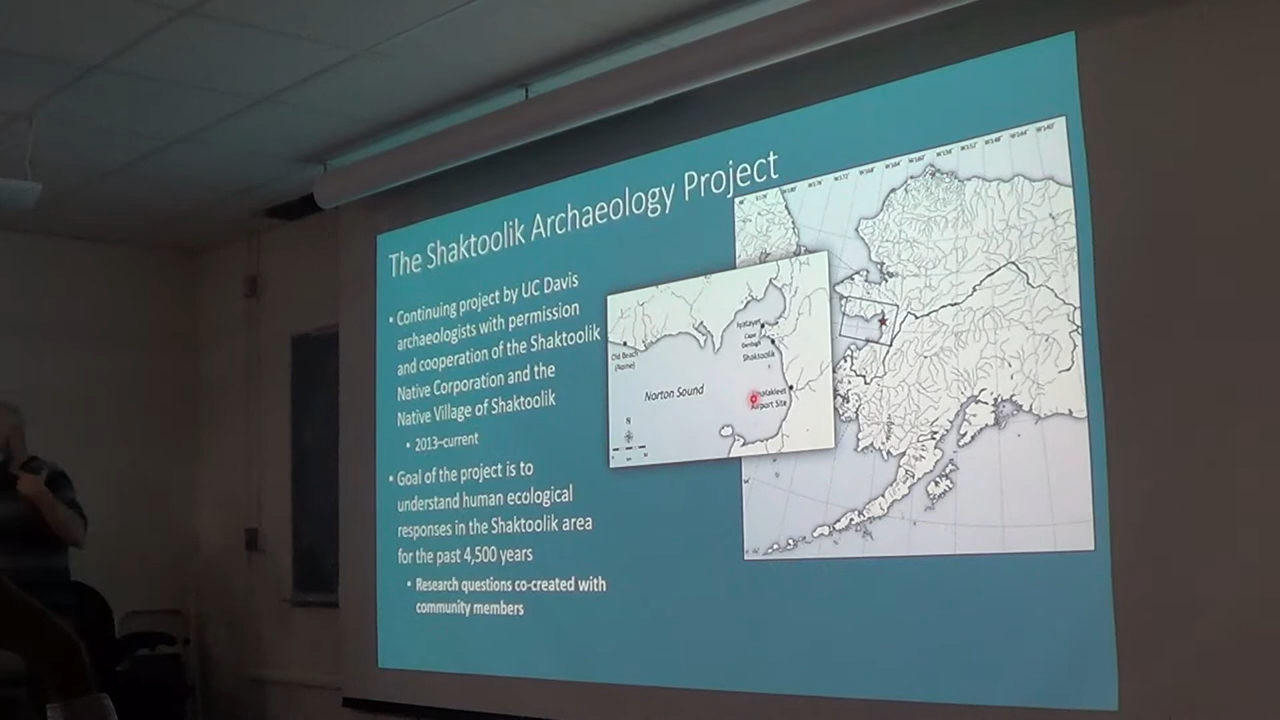 The Shaktoolik Archaeology Project
• Continuing project by UC Davis
archaeologists with permission
and cooperation of the Shaktoolik
Native Corporation and the
Native Village of Shaktoolik
• 2013–current
• Goal of the project is to
understand human ecological
responses in the Shaktoolik area
for the past 4,500 years
• Research questions co-created with
community members
Iyatayet
Cape
Denbigh
Shaktoolik
Old Beach
(Nome)
Norton Sound
Airport Site
N